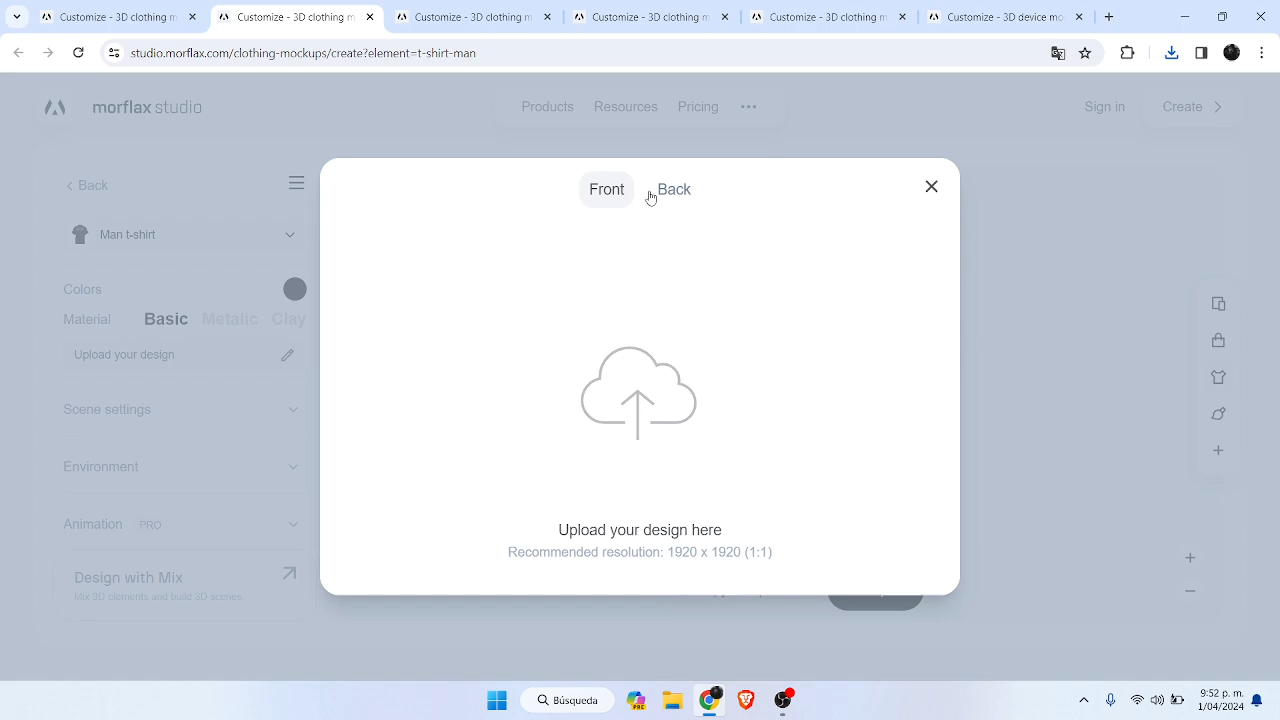 Customize - 3D clothing m
Customize - 3D clothing m
Customize - 3D clothing m
Customize - 3D clothing m
Customize - 3D clothing mo
Customize - 3D device mo
studio.morflax.com/clothing-mockups/create?element=t-shirt-man
morflax studio
Products Resources Pricing
Sign in Create
Back
Man t-shirt
Colors
Material Basic Metalic Clay
Upload your design
Scene settings
Environment
Animation PRO
Design with Mix
Mix 3D elements and build 3D scenes.
Front Back
Upload your design here
Recommended resolution: 1920 x 1920 (1:1)
Búsqueda
PRE
9:52 p. m.
1/04/2024